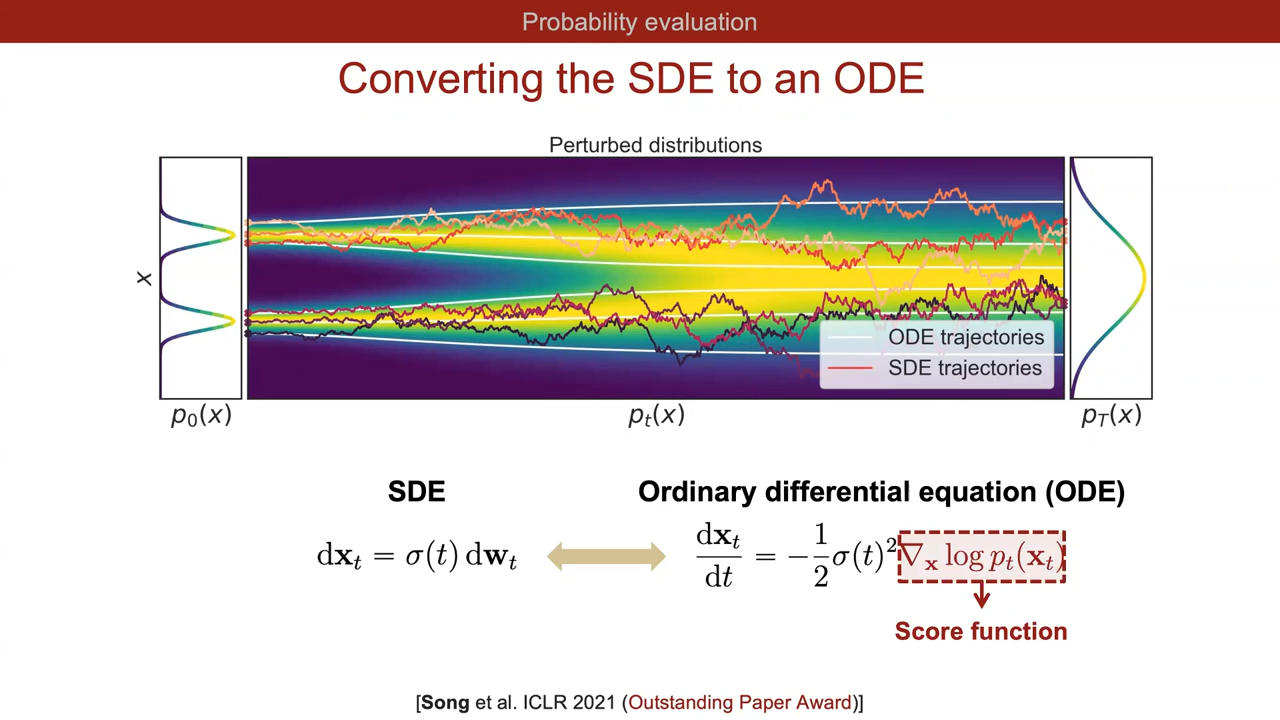 Probability evaluation
Converting the SDE to an ODE
Perturbed distributions
x
ODE trajectories
SDE trajectories
p₀(x)
pₜ(x)
p_T(x)
SDE
Ordinary differential equation (ODE)
dxₜ = σ(t) dwₜ
dxₜ/dt = −1/2 σ(t)² ∇ₓ log pₜ(xₜ)
Score function
[Song et al. ICLR 2021 (Outstanding Paper Award)]